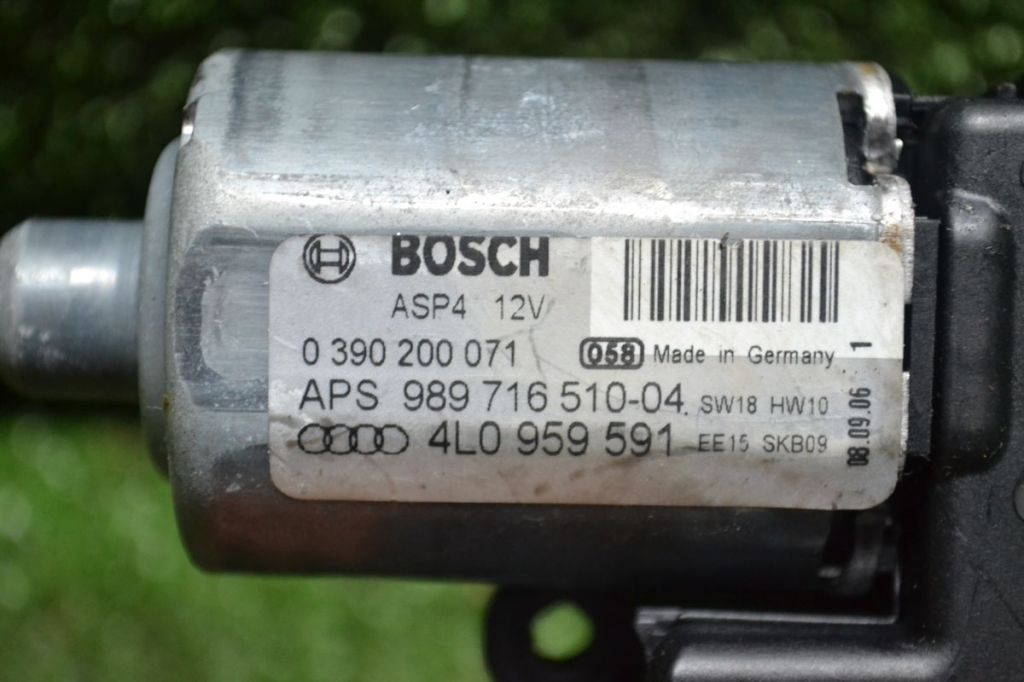 BOSCH
ASP4 12V
0 390 200 071 058 Made in Germany 1
APS 989 716 510-04 SW18 HW10
4L0 959 591 EE15 SKB09
08.09.06